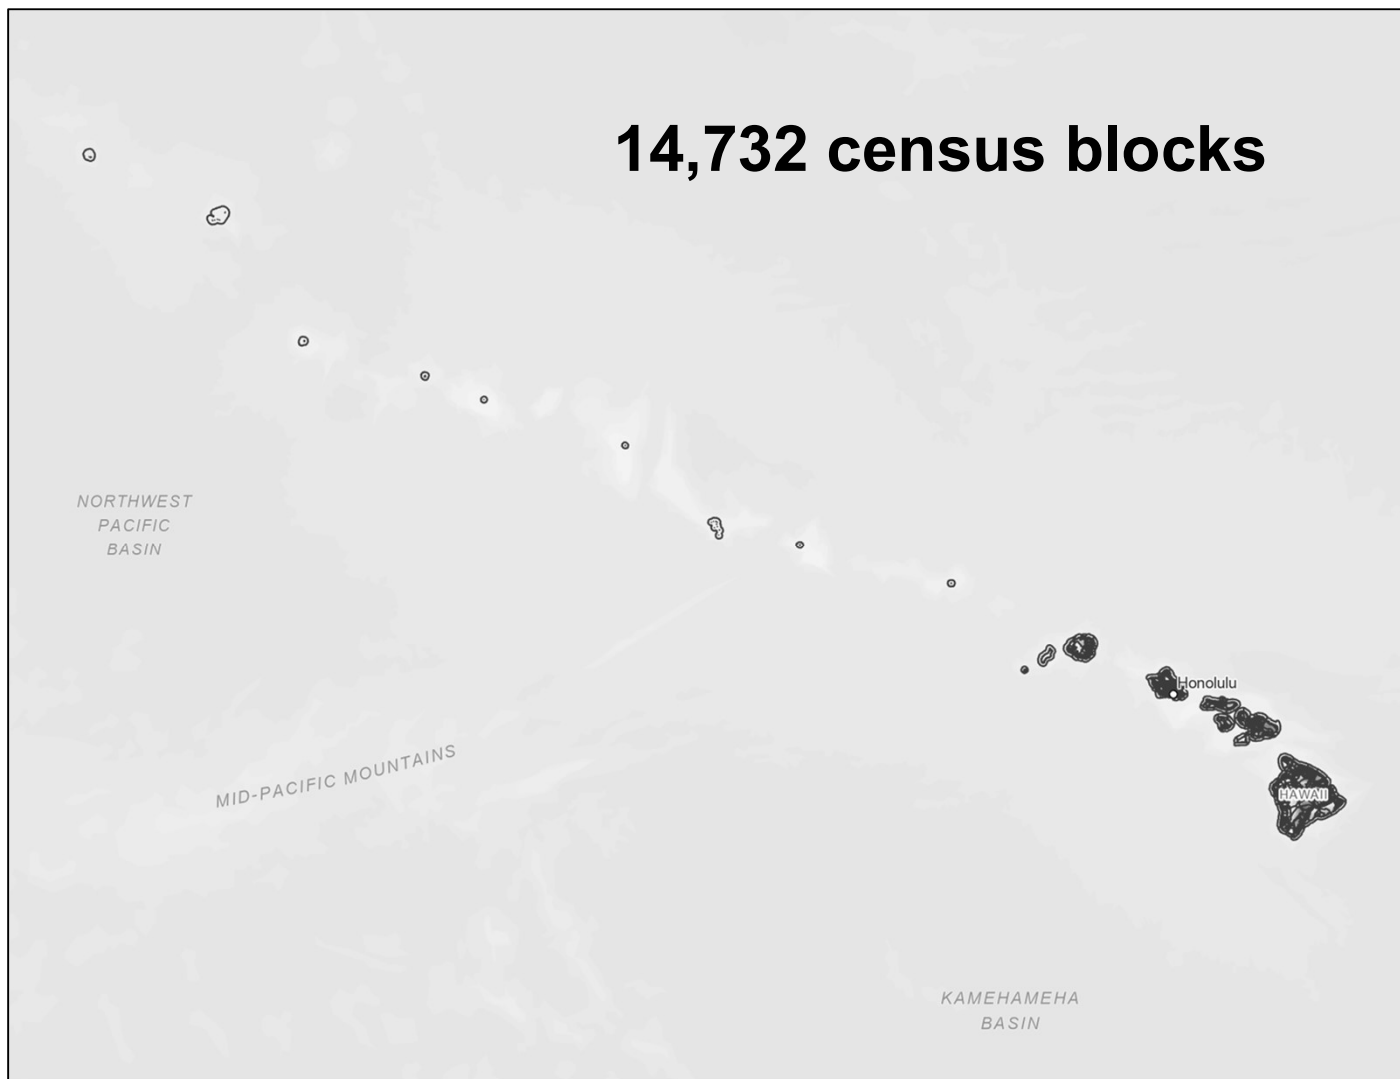 14,732 census blocks
NORTHWEST
PACIFIC
BASIN
Honolulu
MID-PACIFIC MOUNTAINS
HAWAII
KAMEHAMEHA
BASIN